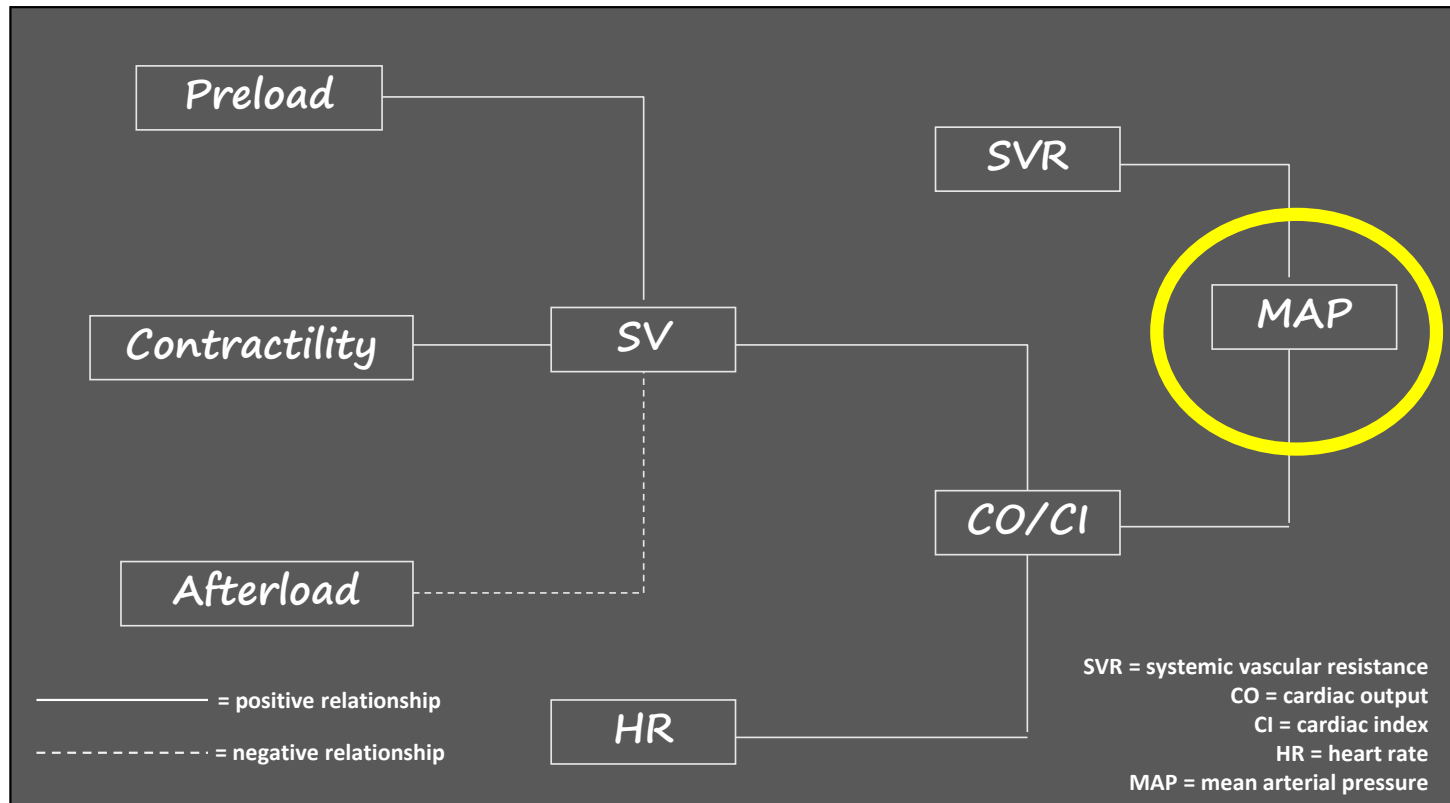 Preload
SVR
MAP
Contractility
SV
CO/CI
Afterload
HR
= positive relationship
= negative relationship
SVR = systemic vascular resistance
CO = cardiac output
CI = cardiac index
HR = heart rate
MAP = mean arterial pressure